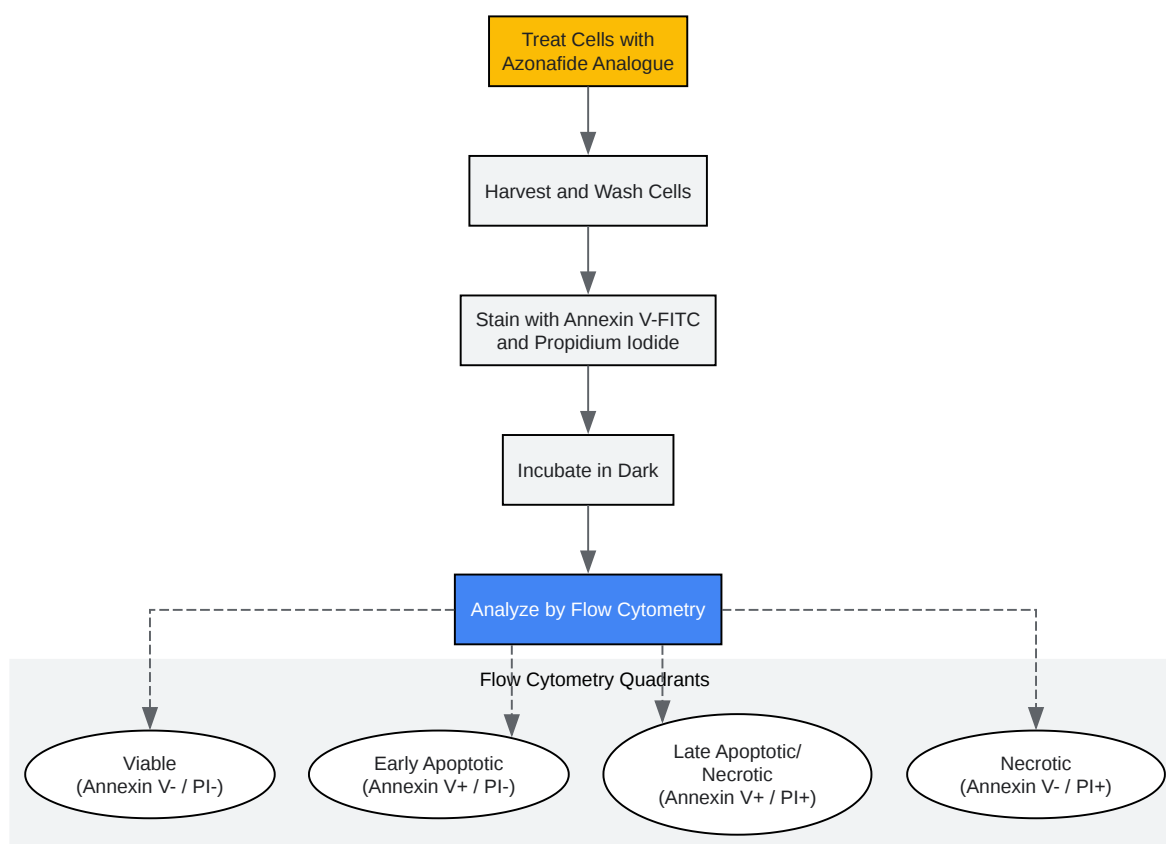 Treat Cells with
Azonafide Analogue
Harvest and Wash Cells
Stain with Annexin V-FITC
and Propidium Iodide
Incubate in Dark
Analyze by Flow Cytometry
Flow Cytometry Quadrants
Viable
(Annexin V- / PI-)
Early Apoptotic
(Annexin V+ / PI-)
Late Apoptotic/
Necrotic
(Annexin V+ / PI+)
Necrotic
(Annexin V- / PI+)